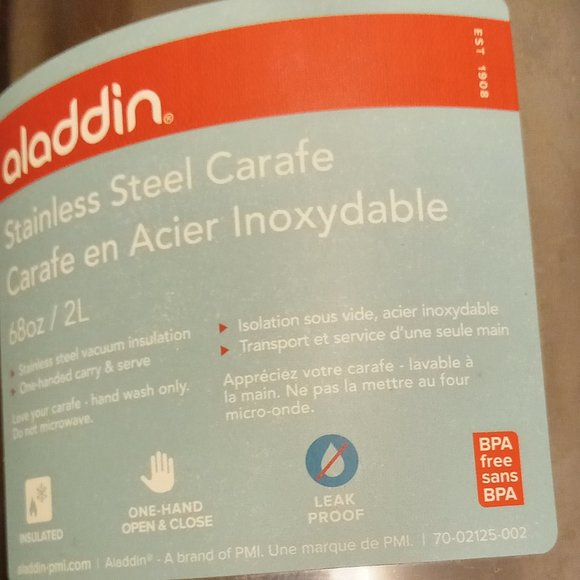 EST 1908
aladdin®
Stainless Steel Carafe
Carafe en Acier Inoxydable
68oz / 2L
Stainless steel vacuum insulation
One-handed carry & serve
Love your carafe - hand wash only.
Do not microwave.
Isolation sous vide, acier inoxydable
Transport et service d'une seule main
Appréciez votre carafe - lavable à
la main. Ne pas la mettre au four
micro-onde.
INSULATED
ONE-HAND
OPEN & CLOSE
LEAK
PROOF
BPA
free
sans
BPA
aladdin-pmi.com | Aladdin® - A brand of PMI. Une marque de PMI. | 70-02125-002